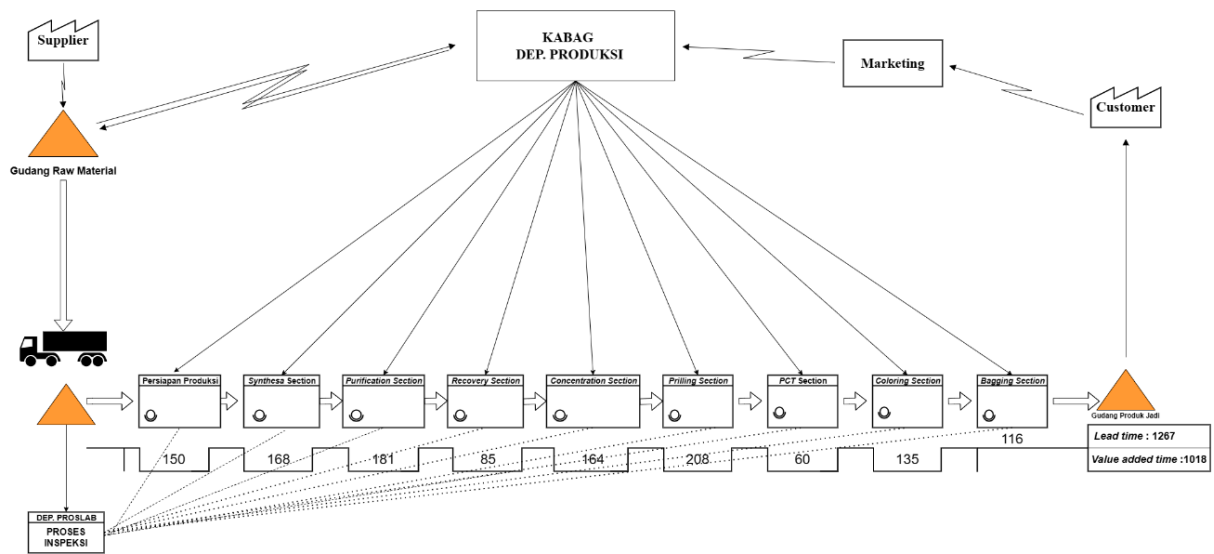 Supplier
KABAG
DEP. PRODUKSI
Marketing
Customer
Gudang Raw Material
Persiapan Produksi
Synthesa Section
Purification Section
Recovery Section
Concentration Section
Prilling Section
PCT Section
Coloring Section
Bagging Section
Gudang Produk Jadi
150
168
181
85
164
208
60
135
116
Lead time : 1267
Value added time :1018
DEP. PROSLAB
PROSES
INSPEKSI